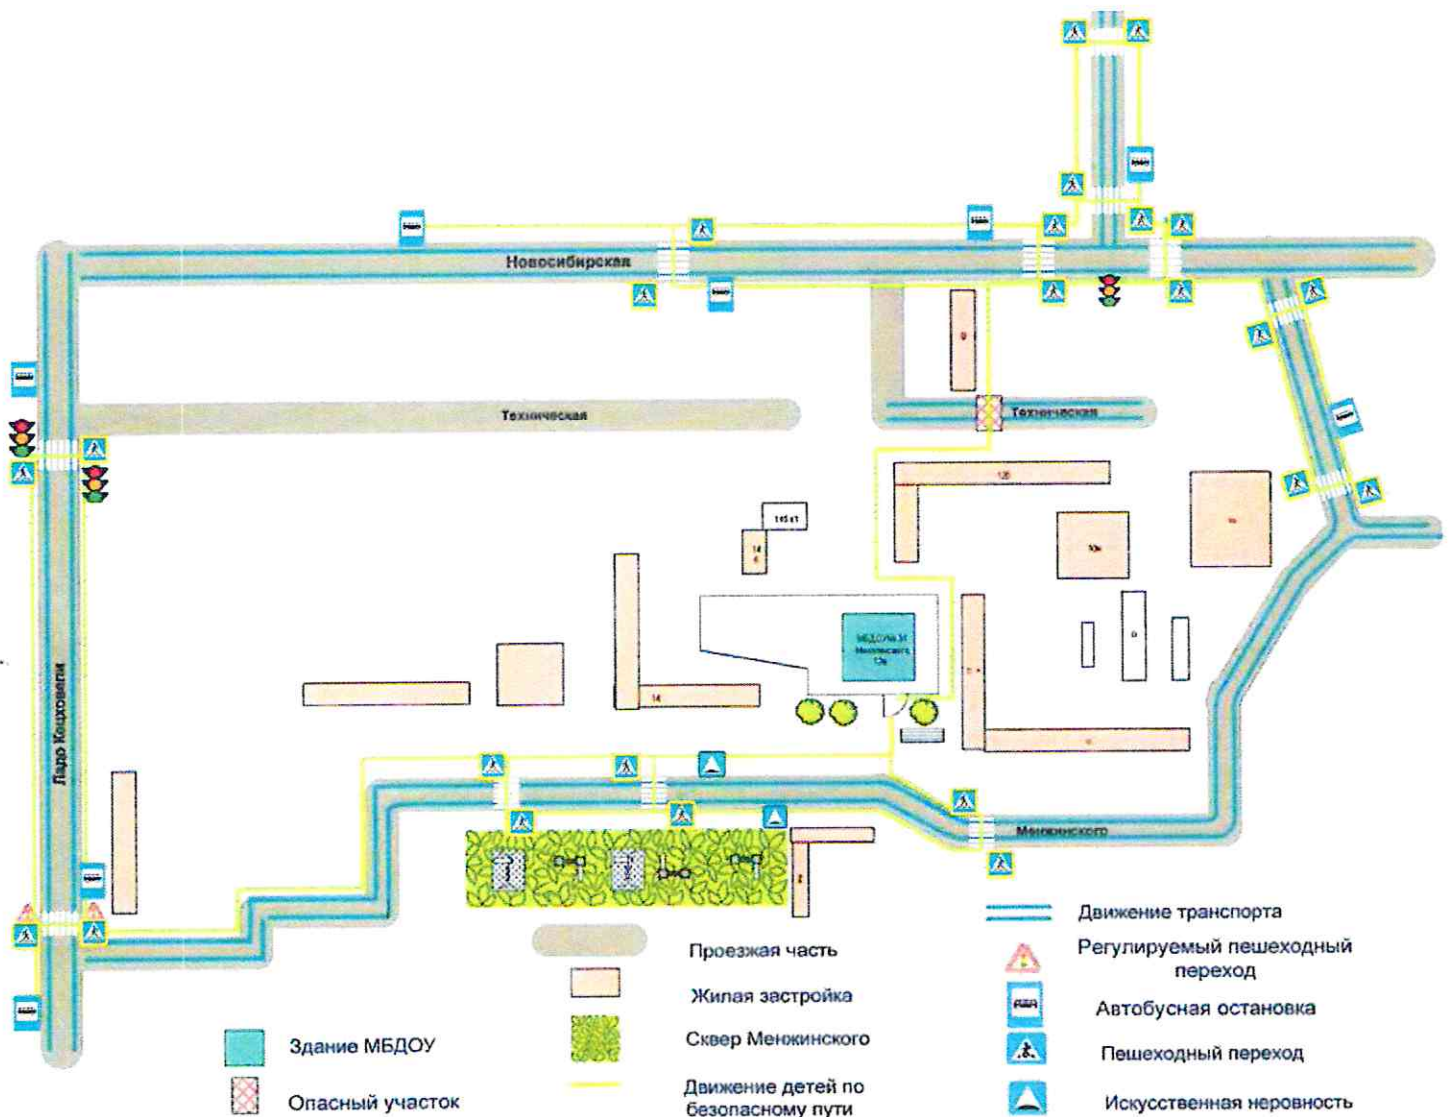 Новосибирская
Техническая
Техническая
14
Ладо Кецховели
Менжинского
Движение транспорта
Проезжая часть
Регулируемый пешеходный
переход
Жилая застройка
Автобусная остановка
Здание МБДОУ
Сквер Менжинского
Пешеходный переход
Опасный участок
Движение детей по
безопасному пути
Искусственная неровность